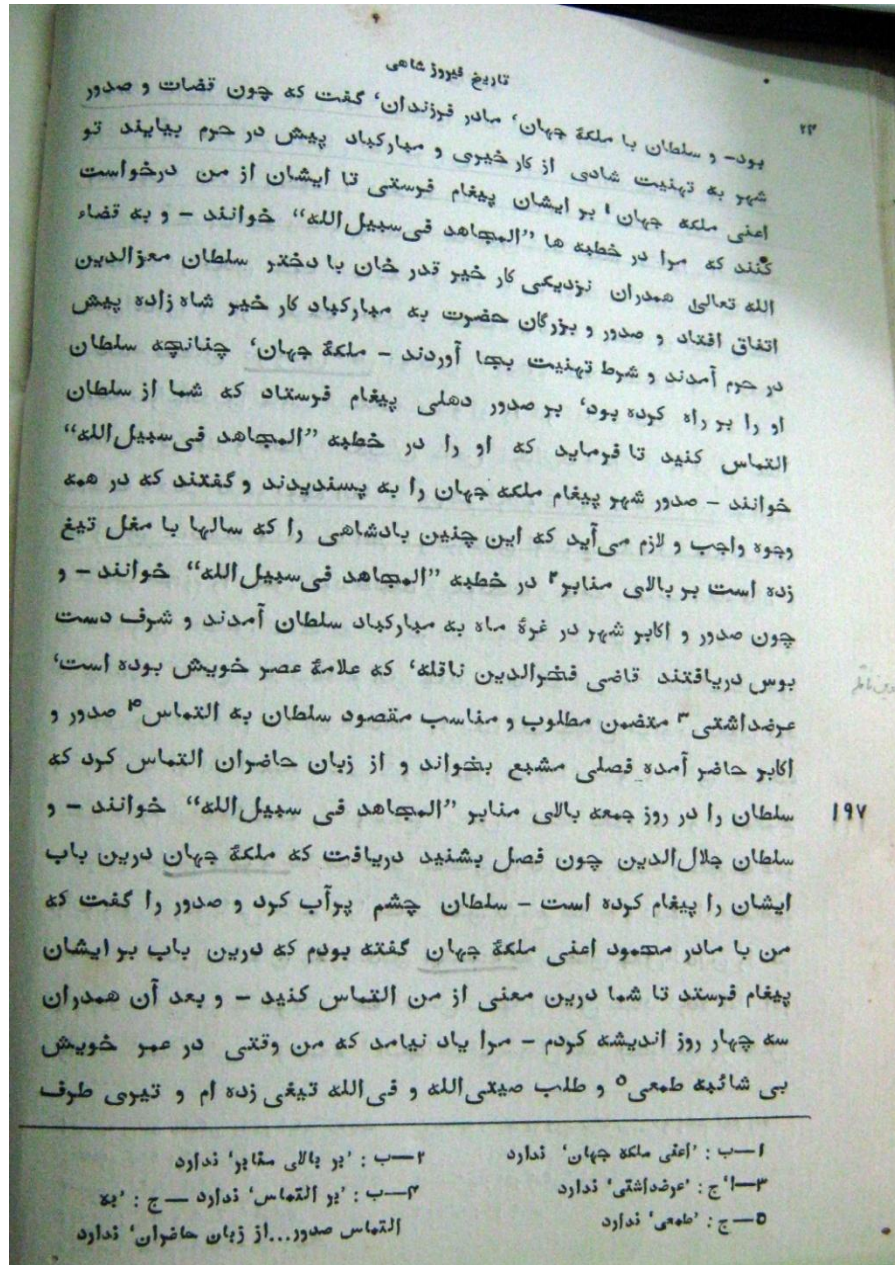 تاریخ فیروز شاهی
۲۴
بود– و سلطان با ملکهٔ جهان، مادر فرزندان، گفت که چون قضات و صدور
شهر به تهنیت شادی از کار خیری و مبارکباد پیش در حرم بیایند تو
اعنی ملکه جهان ۱ بر ایشان پیغام فرستی تا ایشان از من درخواست
کنند که مرا در خطبه ها ”المجاهد فی‌سبیل‌الله“ خوانند – و به قضاء
الله تعالیٰ همدران نزدیکی کار خیر قدر خان با دختر سلطان معزالدین
اتفاق افتاد و صدور و بزرگان حضرت به مبارکباد کار خیر شاه زاده پیش
در حرم آمدند و شرط تهنیت بجا آوردند – ملکهٔ جهان، چنانچه سلطان
او را بر راه کرده بود، بر صدور دهلی پیغام فرستاد که شما از سلطان
التماس کنید تا فرماید که او را در خطبه ”المجاهد فی‌سبیل‌الله“
خوانند – صدور شهر پیغام ملکه جهان را به پسندیدند و گفتند که در همه
وجوه واجب و لازم می‌آید که این چنین بادشاهی را که سالها با مغل تیغ
زده است بر بالای منابر۲ در خطبه ”المجاهد فی‌سبیل‌الله“ خوانند – و
چون صدور و اکابر شهر در غرهٔ ماه به مبارکباد سلطان آمدند و شرف دست
بوس دریافتند قاضی فخرالدین ناقله، که علامهٔ عصر خویش بوده است،
عرضداشتی۳ متضمن مطلوب و مناسب مقصود سلطان به التماس۴ صدور و
اکابر حاضر آمده فصلی مشبع بخواند و از زبان حاضران التماس کرد که
سلطان را در روز جمعه بالای منابر ”المجاهد فی سبیل‌الله“ خوانند – و
۱۹۷
سلطان جلال‌الدین چون فصل بشنید دریافت که ملکهٔ جهان درین باب
ایشان را پیغام کرده است – سلطان چشم پرآب کرد و صدور را گفت که
من با مادر محمود اعنی ملکهٔ جهان گفته بودم که درین باب بر ایشان
پیغام فرستد تا شما درین معنی از من التماس کنید – و بعد آن همدران
سه چهار روز اندیشه کردم – مرا یاد نیامد که من وقتی در عمر خویش
بی شائبه طمعی۵ و طلب صیتی‌الله و فی‌الله تیغی زده ام و تیری طرف
۱—ب : ’اعنی ملکه جهان‘ ندارد
۲—ب : ’بر بالای منابر‘ ندارد
۳—ا، ج : ’عرضداشتی‘ ندارد
۴—ب : ’بر التماس‘ ندارد — ج : ’به
التماس صدور...از زبان حاضران‘ ندارد
۵—ج : ’طمعی‘ ندارد